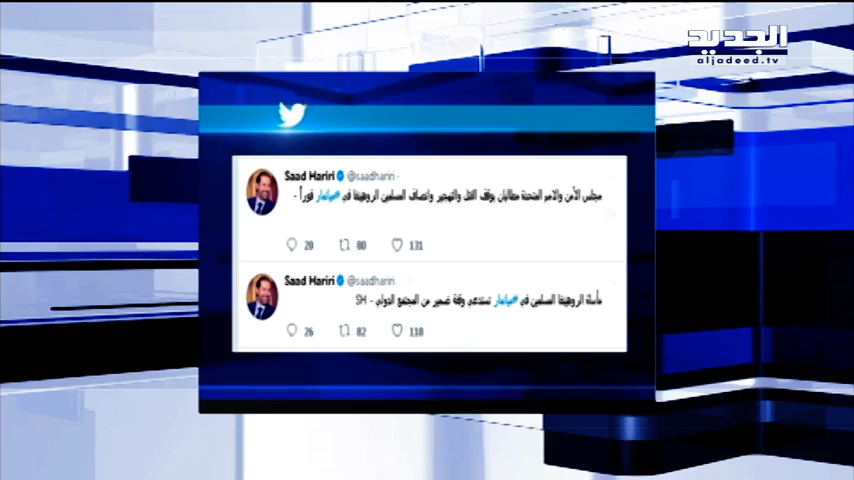 الجديد
aljadeed.tv
Saad Hariri @saadhariri ·
مجلس الأمن والامم المتحدة مطالبان بوقف القتل والتهجير وانصاف المسلمين الروهينغا في #ميانمار فوراً -
20 80 131
Saad Hariri @saadhariri
مأساة الروهينغا المسلمين في #ميانمار تستدعي وقفة ضمير من المجتمع الدولي - SH
26 82 118